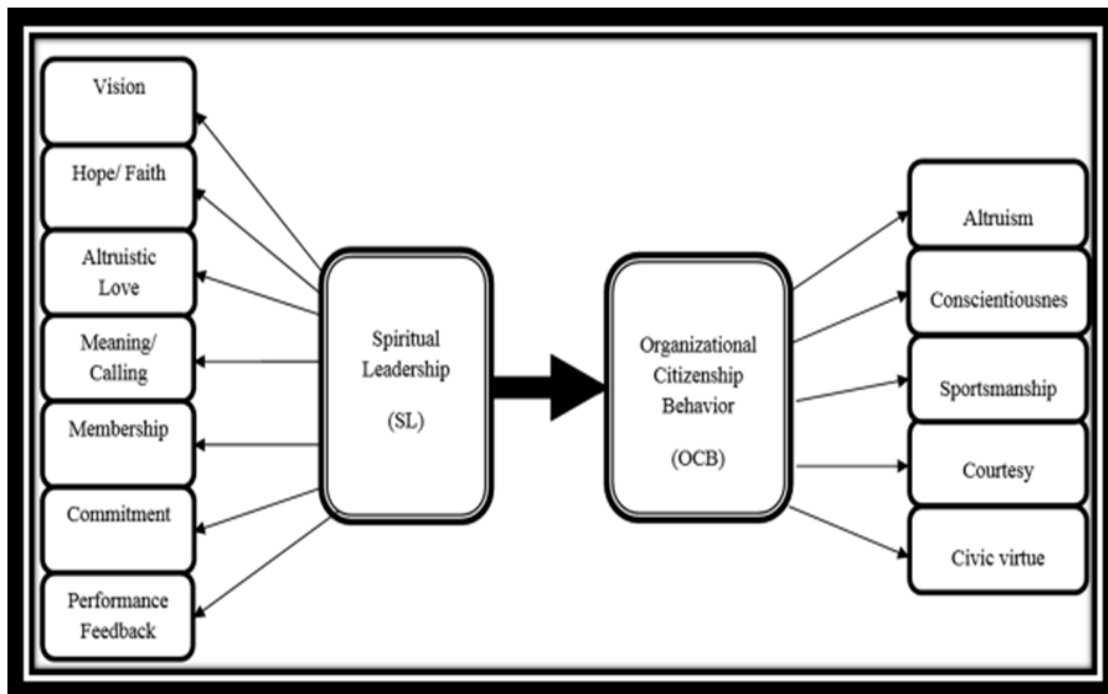 Vision
Hope/ Faith
Altruistic
Love
Meaning/
Calling
Membership
Commitment
Performance
Feedback
Spiritual
Leadership
(SL)
Organizational
Citizenship
Behavior
(OCB)
Altruism
Conscientiousnes
Sportsmanship
Courtesy
Civic virtue